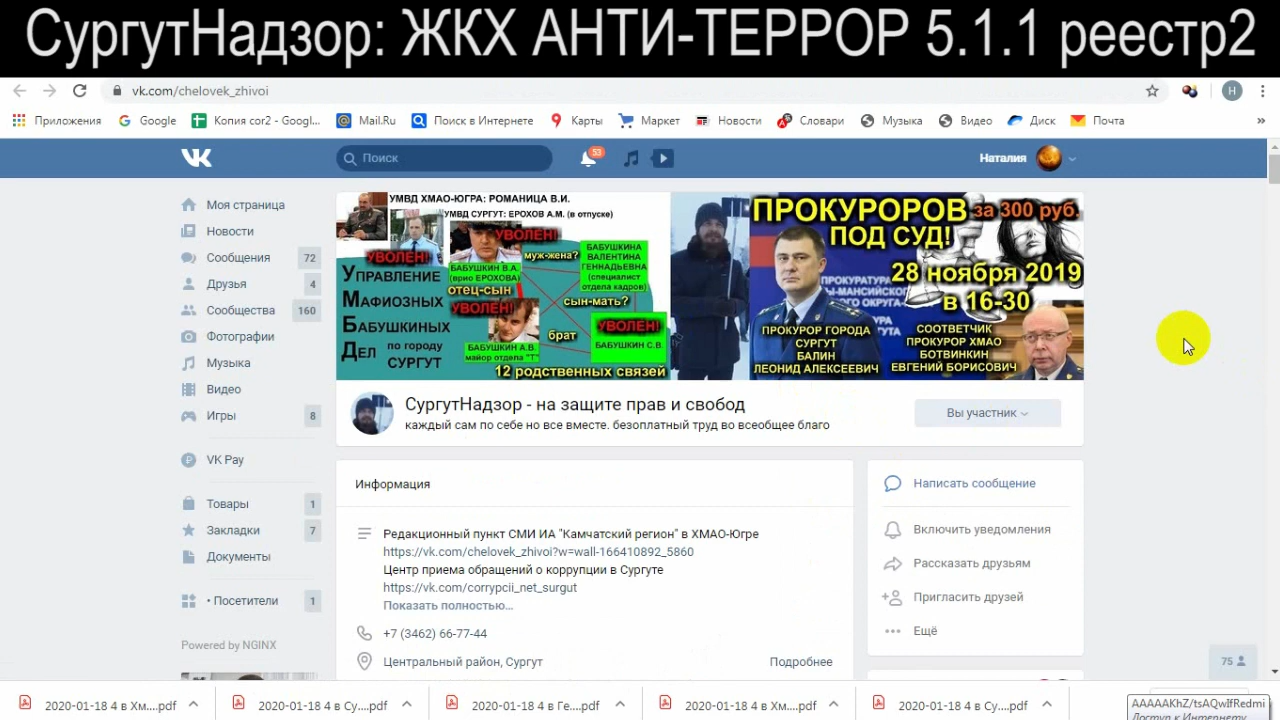 СургутНадзор: ЖКХ АНТИ-ТЕРРОР 5.1.1 реестр2
vk.com/chelovek_zhivoi
Н
Приложения
Google
Копия cor2 - Googl...
Mail.Ru
Поиск в Интернете
Карты
Маркет
Новости
Словари
Музыка
Видео
Диск
Почта
»
Поиск
53
Наталия
Моя страница
Новости
Сообщения 72
Друзья 4
Сообщества 160
Фотографии
Музыка
Видео
Игры 8
VK Pay
Товары 1
Закладки 7
Документы
• Посетители 1
Powered by NGINX
УМВД ХМАО-ЮГРА: РОМАНИЦА В.И.
УМВД СУРГУТ: ЕРОХОВ А.М. (в отпуске)
УВОЛЕН!
УВОЛЕН!
муж-жена?
БАБУШКИНА
ВАЛЕНТИНА
ГЕННАДЬЕВНА
(специалист
отдела кадров)
БАБУШКИН В.А.
(врио ЕРОХОВА)
отец-сын
сын-мать?
УПРАВЛЕНИЕ
МАФИОЗНЫХ
БАБУШКИНЫХ
ДЕЛ по городу
СУРГУТ
УВОЛЕН!
брат
УВОЛЕН!
БАБУШКИН С.В.
БАБУШКИН А.В.
майор отдела "Т"
12 родственных связей
ПРОКУРОРОВ за 300 руб.
ПОД СУД!
28 ноября 2019
в 16-30
ПРОКУРАТУРА
ПРОКУРОР ГОРОДА
СУРГУТ
БАЛИН
ЛЕОНИД АЛЕКСЕЕВИЧ
СООТВЕТЧИК
ПРОКУРОР ХМАО
БОТВИНКИН
ЕВГЕНИЙ БОРИСОВИЧ
СургутНадзор - на защите прав и свобод
каждый сам по себе но все вместе. безоплатный труд во всеобщее благо
Вы участник
Информация
Редакционный пункт СМИ ИА "Камчатский регион" в ХМАО-Югре
https://vk.com/chelovek_zhivoi?w=wall-166410892_5860
Центр приема обращений о коррупции в Сургуте
https://vk.com/corrypcii_net_surgut
Показать полностью...
+7 (3462) 66-77-44
Центральный район, Сургут
Подробнее
Написать сообщение
Включить уведомления
Рассказать друзьям
Пригласить друзей
Ещё
75
2020-01-18 4 в Хм....pdf
2020-01-18 4 в Су....pdf
2020-01-18 4 в Ге....pdf
2020-01-18 4 в Хм....pdf
2020-01-18 4 в Су....pdf
AAAAAKhZ/tsAQwIfRedmi
Доступ к Интернету